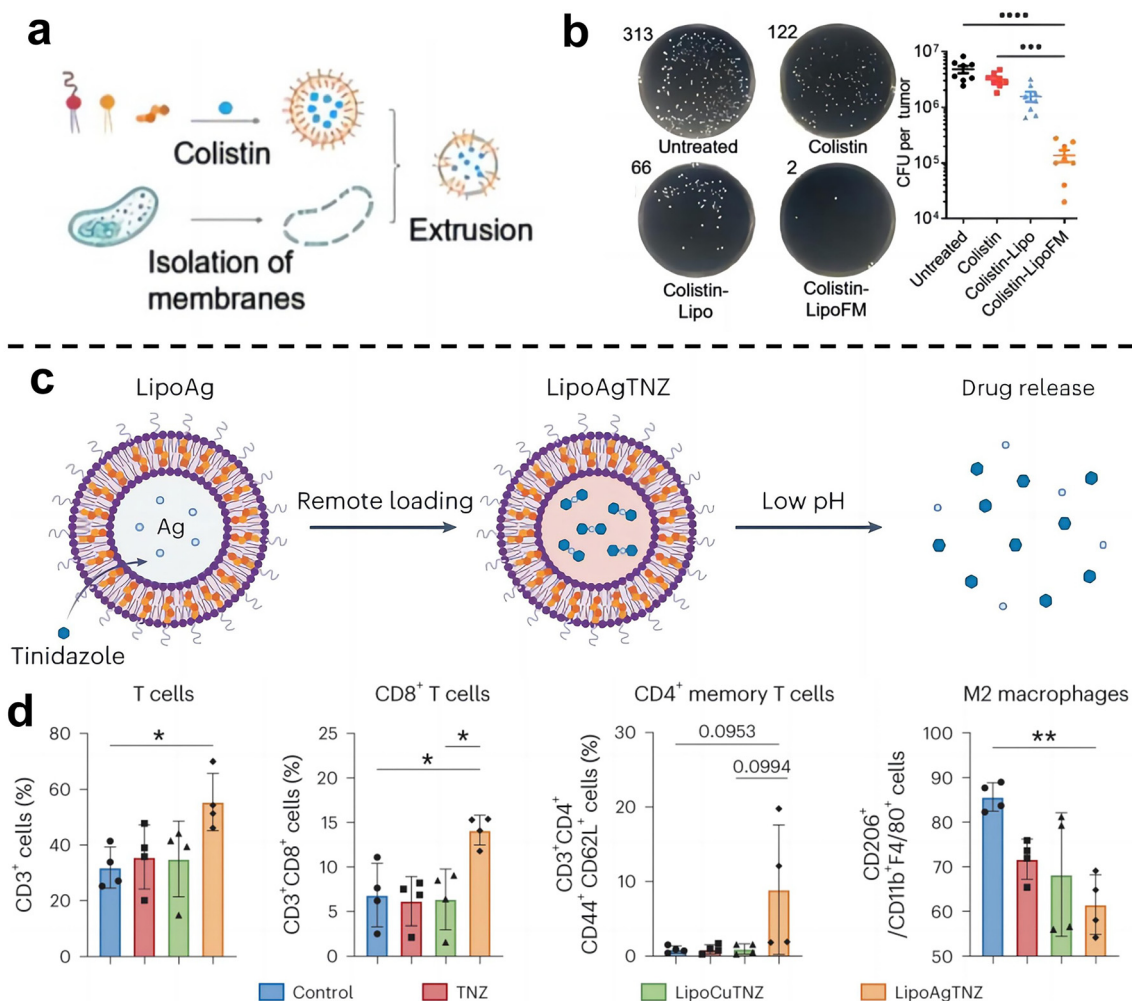 a
Colistin
Isolation of
membranes
Extrusion
b
313
122
Untreated
Colistin
66
2
Colistin-
Lipo
Colistin-
LipoFM
CFU per tumor
10⁷
10⁶
10⁵
10⁴
Untreated
Colistin
Colistin-Lipo
Colistin-LipoFM
c
LipoAg
LipoAgTNZ
Drug release
Ag
Remote loading
Low pH
Tinidazole
d
T cells
CD3⁺ cells (%)
80
60
40
20
0
*
CD8⁺ T cells
CD3⁺CD8⁺ cells (%)
25
20
15
10
5
0
*
*
CD4⁺ memory T cells
CD3⁺CD4⁺
CD44⁺ CD62L⁺ cells (%)
30
20
10
0
0.0953
0.0994
M2 macrophages
CD206⁺
/CD11b⁺F4/80⁺ cells
100
90
80
70
60
50
**
Control
TNZ
LipoCuTNZ
LipoAgTNZ